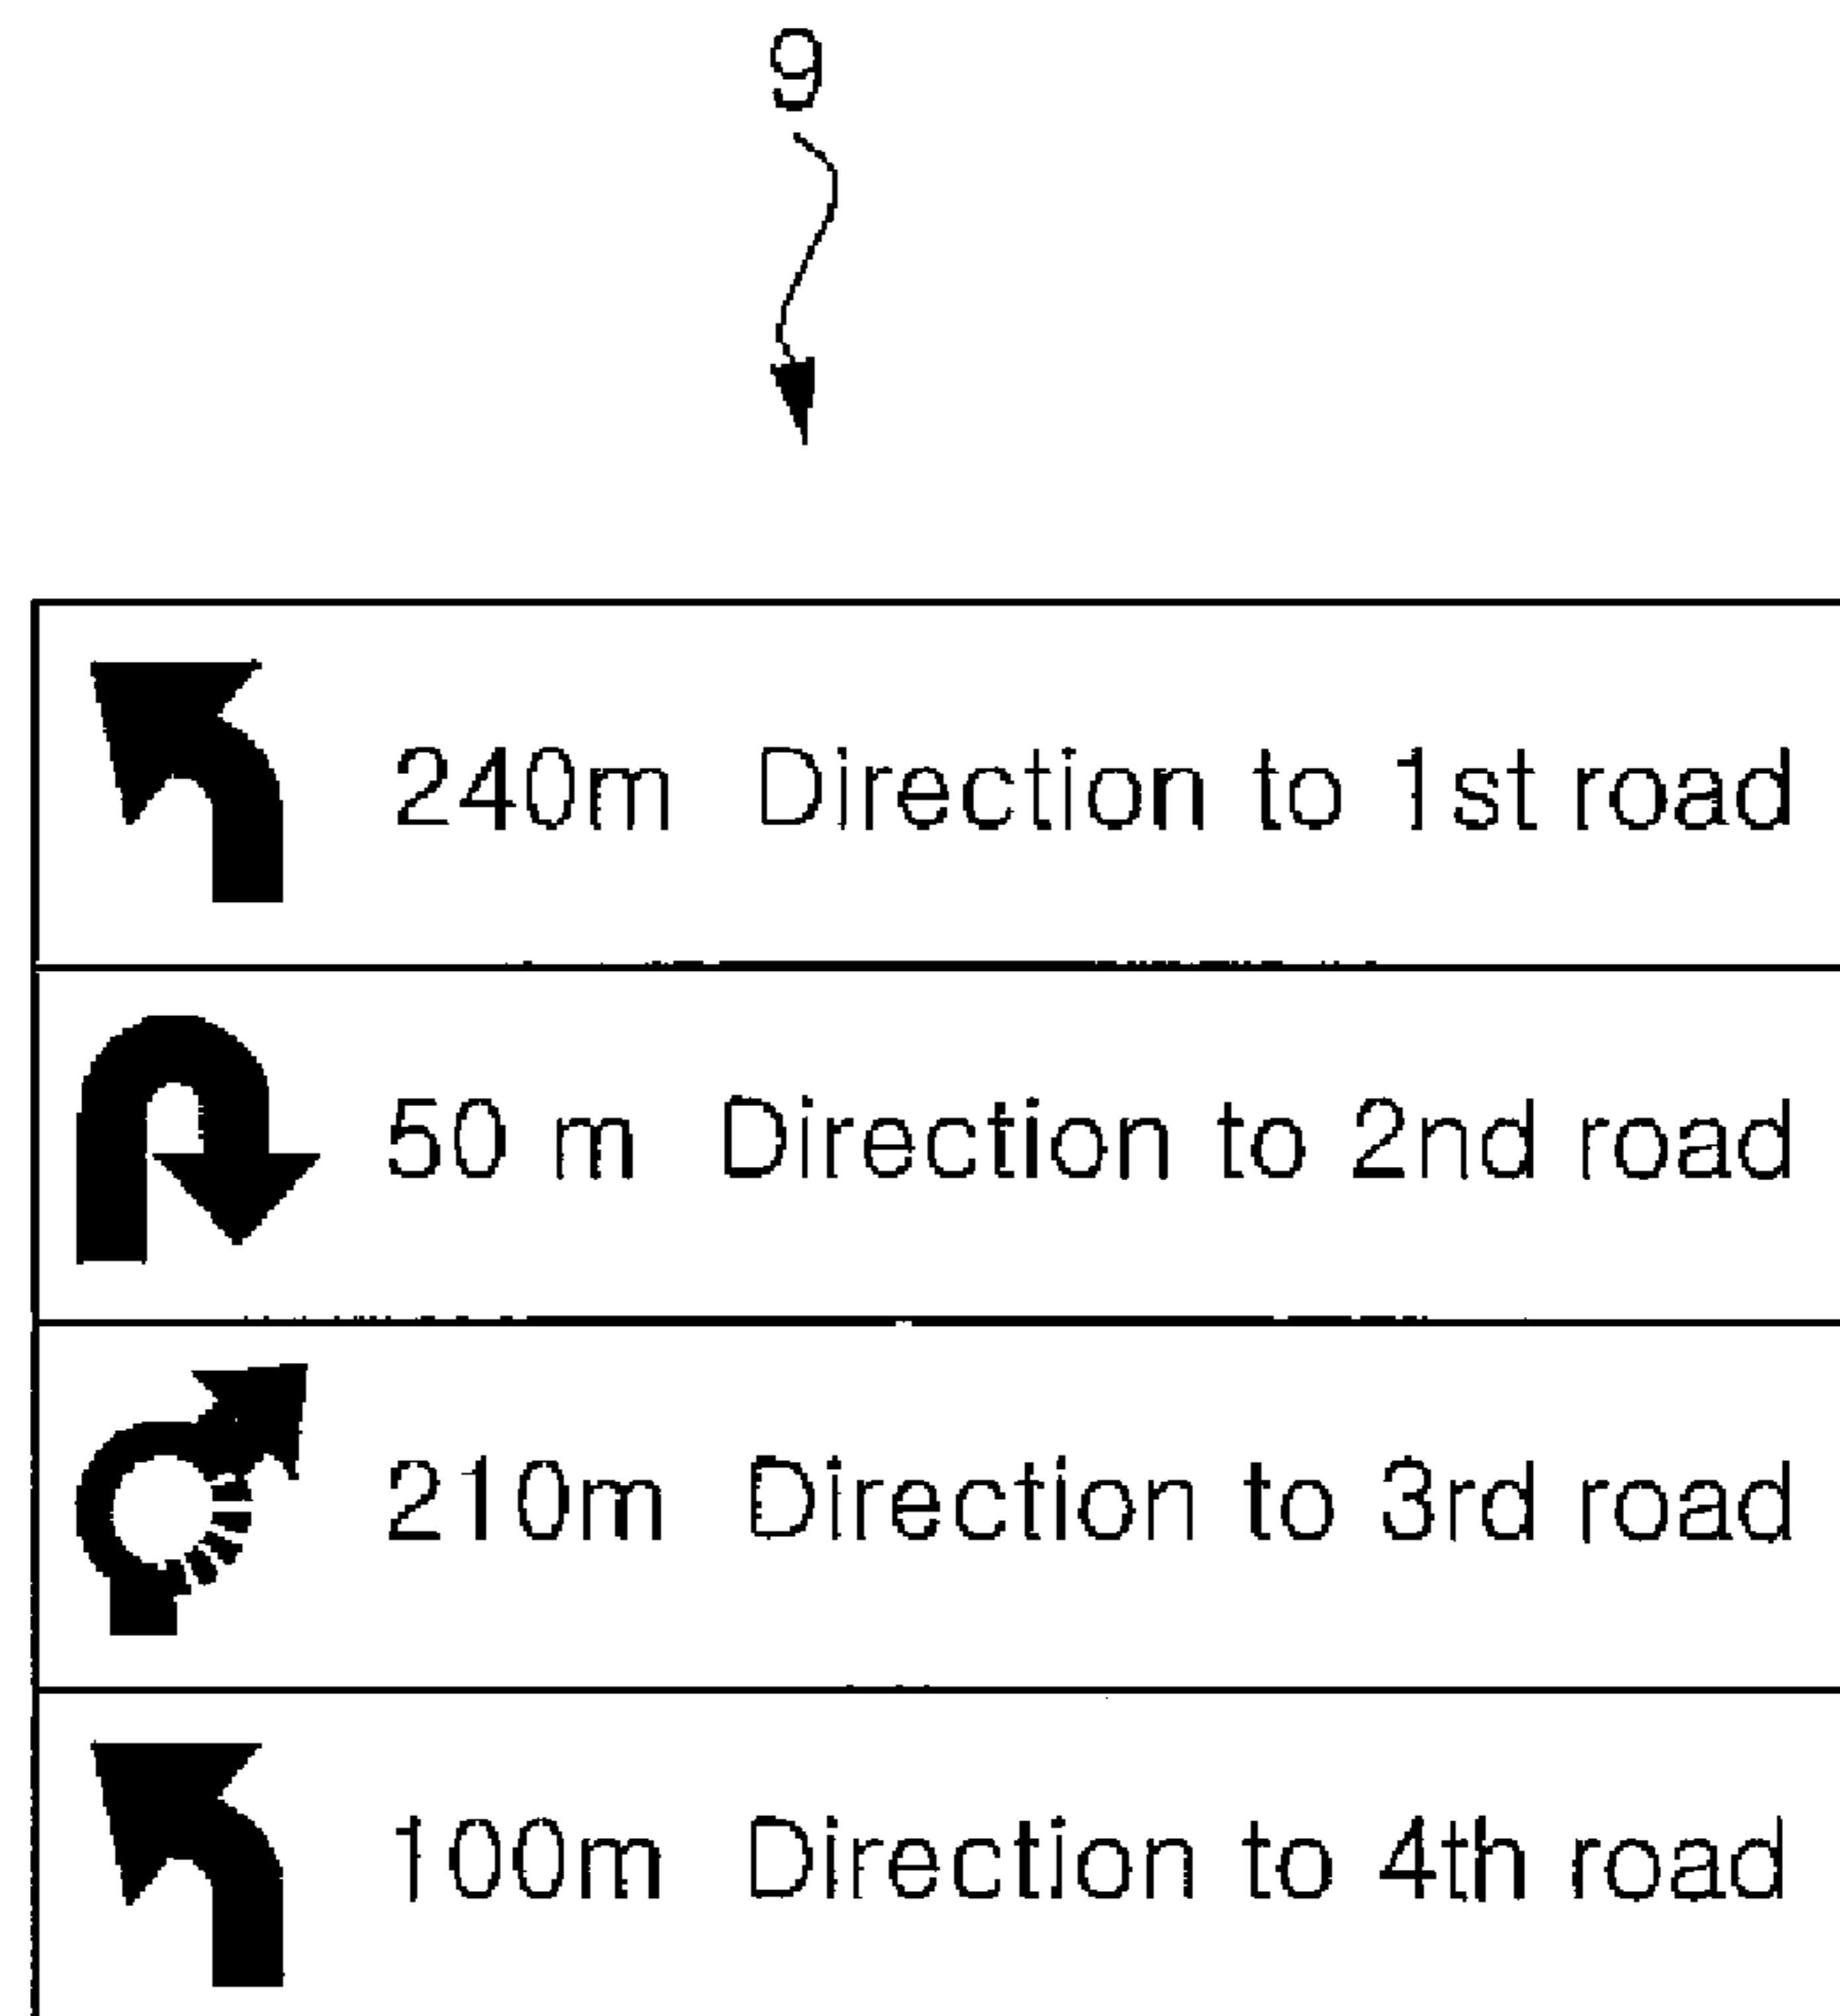 9
240m Direction to 1st road
50 m Direction to 2nd road
210m Direction to 3rd road
100m Direction to 4th road